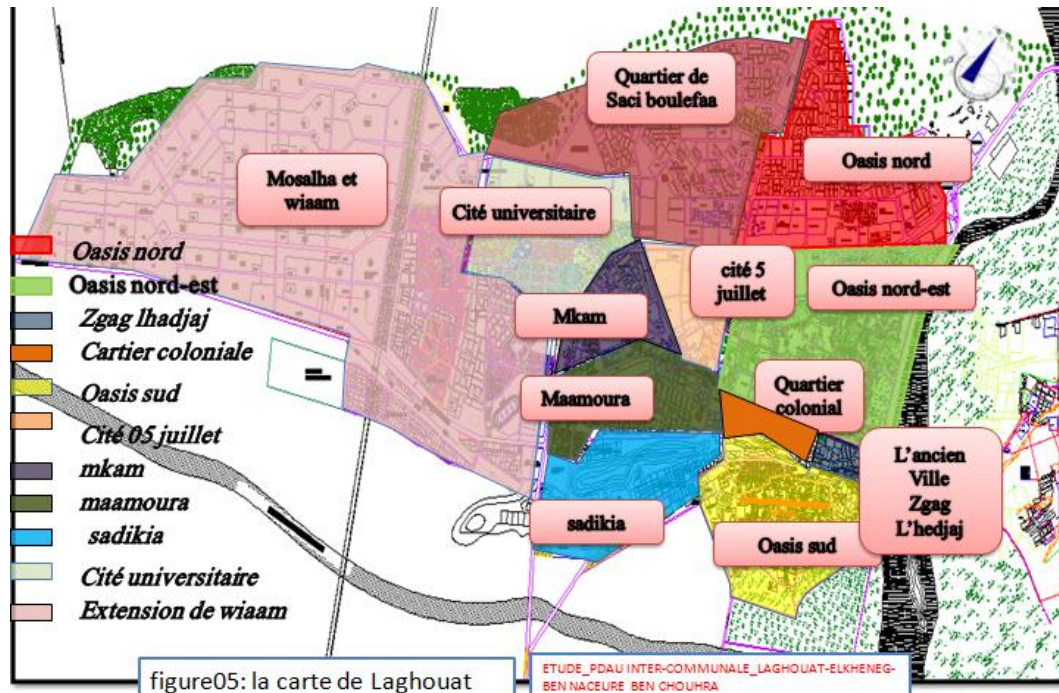 Quartier de
Saci boulefaa
Oasis nord
Mosalha et
wiaam
Cité universitaire
cité 5
juillet
Oasis nord-est
Mkam
Maamoura
Quartier
colonial
L'ancien
Ville
Zgag
L'hedjaj
sadikia
Oasis sud
Oasis nord
Oasis nord-est
Zgag lhadjaj
Cartier coloniale
Oasis sud
Cité 05 juillet
mkam
maamoura
sadikia
Cité universitaire
Extension de wiaam
figure05: la carte de Laghouat
ETUDE_PDAU INTER-COMMUNALE_LAGHOUAT-ELKHENEG-
BEN NACEURE_BEN CHOUHRA